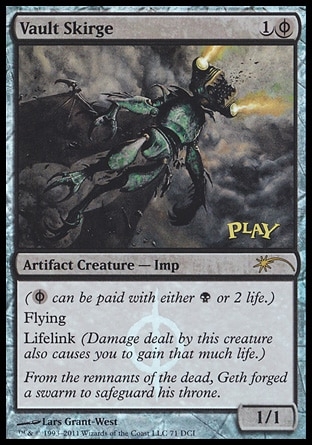 Vault Skirge 1
PLAY
Artifact Creature — Imp
( can be paid with either or 2 life.)
Flying
Lifelink (Damage dealt by this creature
also causes you to gain that much life.)
From the remnants of the dead, Geth forged
a swarm to safeguard his throne.
Lars Grant-West
™ & © 1993–2011 Wizards of the Coast LLC 71 DCI
1/1